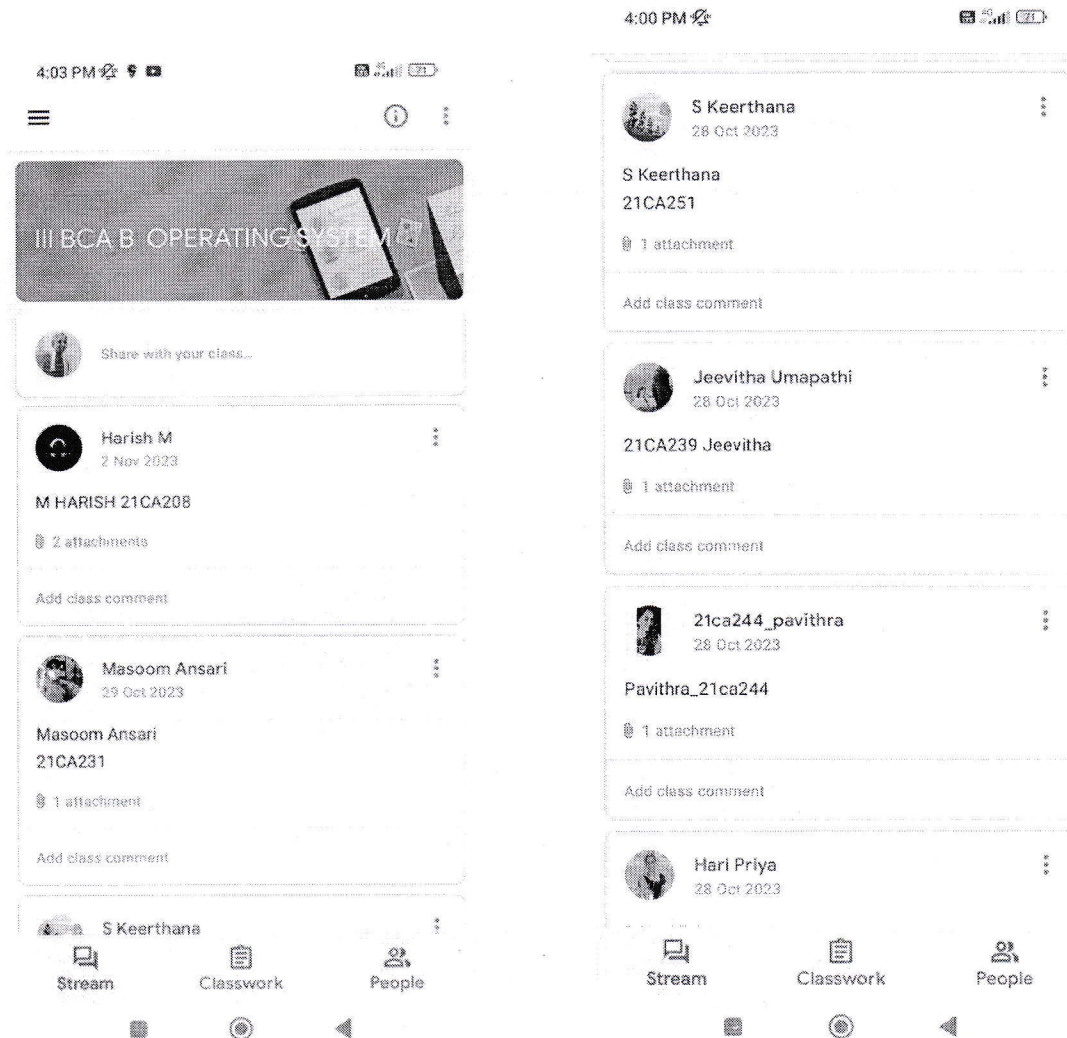 4:03 PM
71
III BCA B OPERATING SYSTEM
Share with your class...
Harish M
2 Nov 2023
M HARISH 21CA208
2 attachments
Add class comment
Masoom Ansari
29 Oct 2023
Masoom Ansari
21CA231
1 attachment
Add class comment
S Keerthana
Stream
Classwork
People
4:00 PM
71
S Keerthana
28 Oct 2023
S Keerthana
21CA251
1 attachment
Add class comment
Jeevitha Umapathi
28 Oct 2023
21CA239 Jeevitha
1 attachment
Add class comment
21ca244_pavithra
28 Oct 2023
Pavithra_21ca244
1 attachment
Add class comment
Hari Priya
28 Oct 2023
Stream
Classwork
People